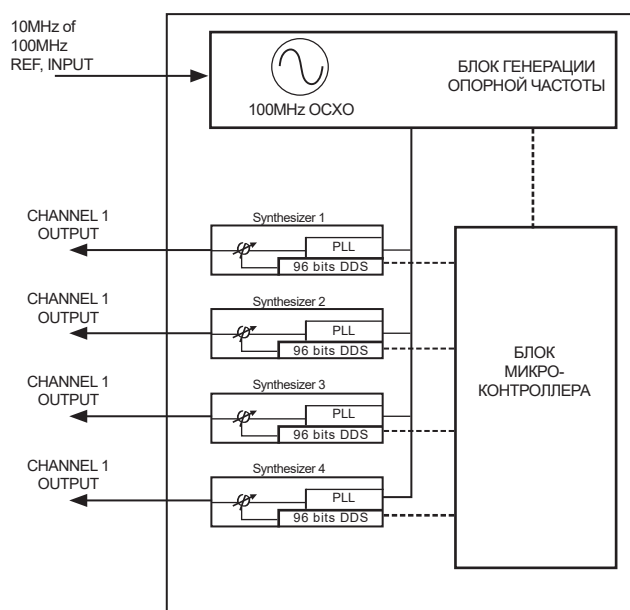 10MHz of
100MHz
REF, INPUT
БЛОК ГЕНЕРАЦИИ
ОПОРНОЙ ЧАСТОТЫ
100MHz OCXO
CHANNEL 1
OUTPUT
Synthesizer 1
PLL
96 bits DDS
CHANNEL 1
OUTPUT
Synthesizer 2
PLL
96 bits DDS
БЛОК
МИКРО-
КОНТРОЛЛЕРА
CHANNEL 1
OUTPUT
Synthesizer 3
PLL
96 bits DDS
CHANNEL 1
OUTPUT
Synthesizer 4
PLL
96 bits DDS